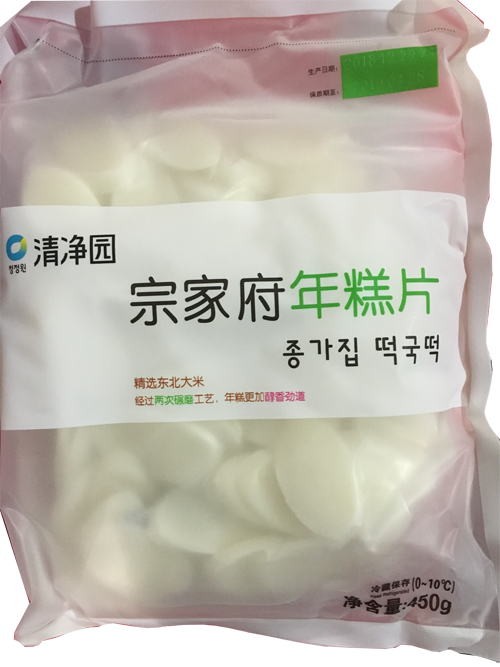 生产日期:
保质期至:
清净园
청정원
宗家府年糕片
종가집 떡국떡
精选东北大米
经过两次碾磨工艺,年糕更加醇香劲道
冷藏保存(0~10℃)
Keep Refrigerated
净含量:450g